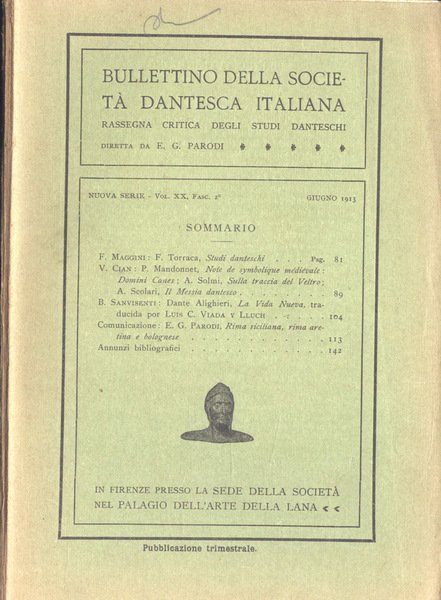 BULLETTINO DELLA SOCIE-
TÀ DANTESCA ITALIANA
RASSEGNA CRITICA DEGLI STUDI DANTESCHI
DIRETTA DA E. G. PARODI
NUOVA SERIE - VOL. XX, FASC. 2º GIUGNO 1913
SOMMARIO
F. MAGGINI: F. Torraca, Studi danteschi . . . Pag. 81
V. CIAN: P. Mandonnet, Note de symbolique médiévale:
Domini Canes; A. Solmi, Sulla traccia del Veltro;
A. Scolari, Il Messia dantesco . . . . . . . . 89
B. SANVISENTI: Dante Alighieri, La Vida Nueva, tra-
ducida por LUIS C. VIADA Y LLUCH . . . . . 104
Comunicazione: E. G. PARODI, Rima siciliana, rima are-
tina e bolognese . . . . . . . . . . . . 113
Annunzi bibliografici . . . . . . . . . . . 142
IN FIRENZE PRESSO LA SEDE DELLA SOCIETÀ
NEL PALAGIO DELL'ARTE DELLA LANA
Pubblicazione trimestrale.